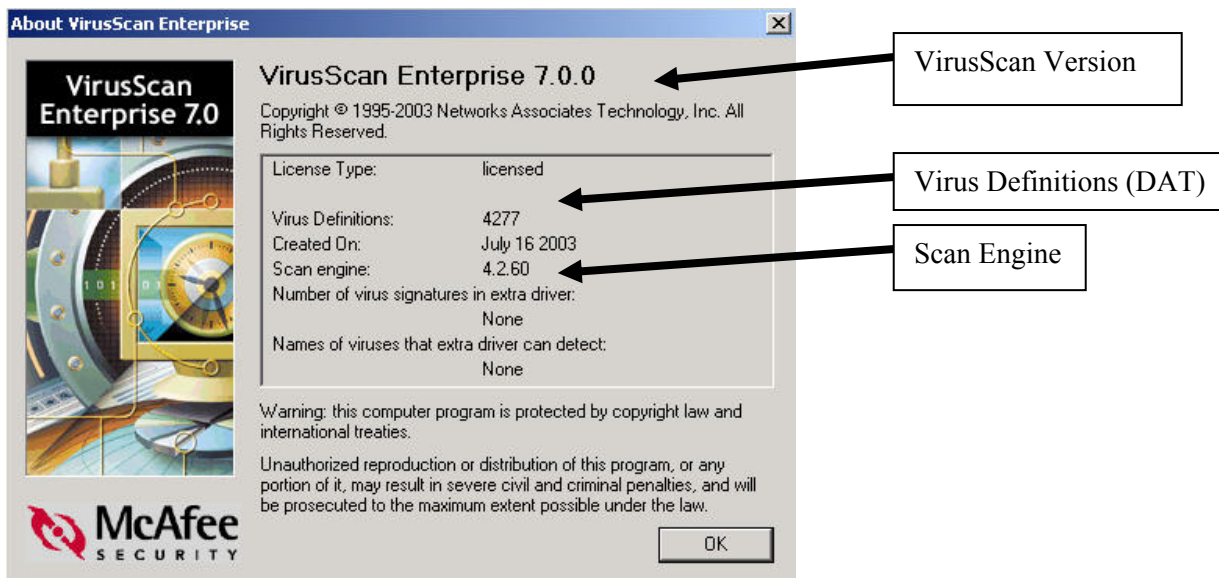 About VirusScan Enterprise
VirusScan
Enterprise 7.0
VirusScan Enterprise 7.0.0
Copyright © 1995-2003 Networks Associates Technology, Inc. All
Rights Reserved.
License Type: licensed
Virus Definitions: 4277
Created On: July 16 2003
Scan engine: 4.2.60
Number of virus signatures in extra driver:
None
Names of viruses that extra driver can detect:
None
Warning: this computer program is protected by copyright law and
international treaties.
Unauthorized reproduction or distribution of this program, or any
portion of it, may result in severe civil and criminal penalties, and will
be prosecuted to the maximum extent possible under the law.
McAfee
SECURITY
OK
VirusScan Version
Virus Definitions (DAT)
Scan Engine